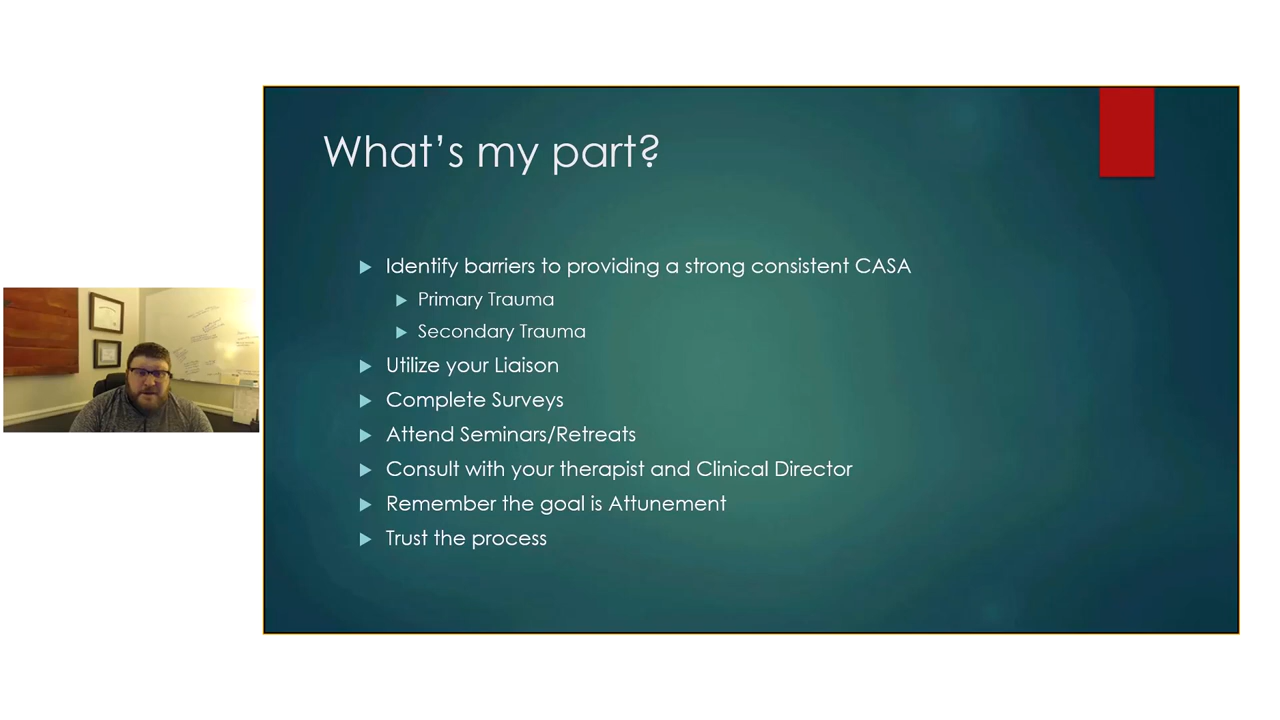 What's my part?
Identify barriers to providing a strong consistent CASA
Primary Trauma
Secondary Trauma
Utilize your Liaison
Complete Surveys
Attend Seminars/Retreats
Consult with your therapist and Clinical Director
Remember the goal is Attunement
Trust the process